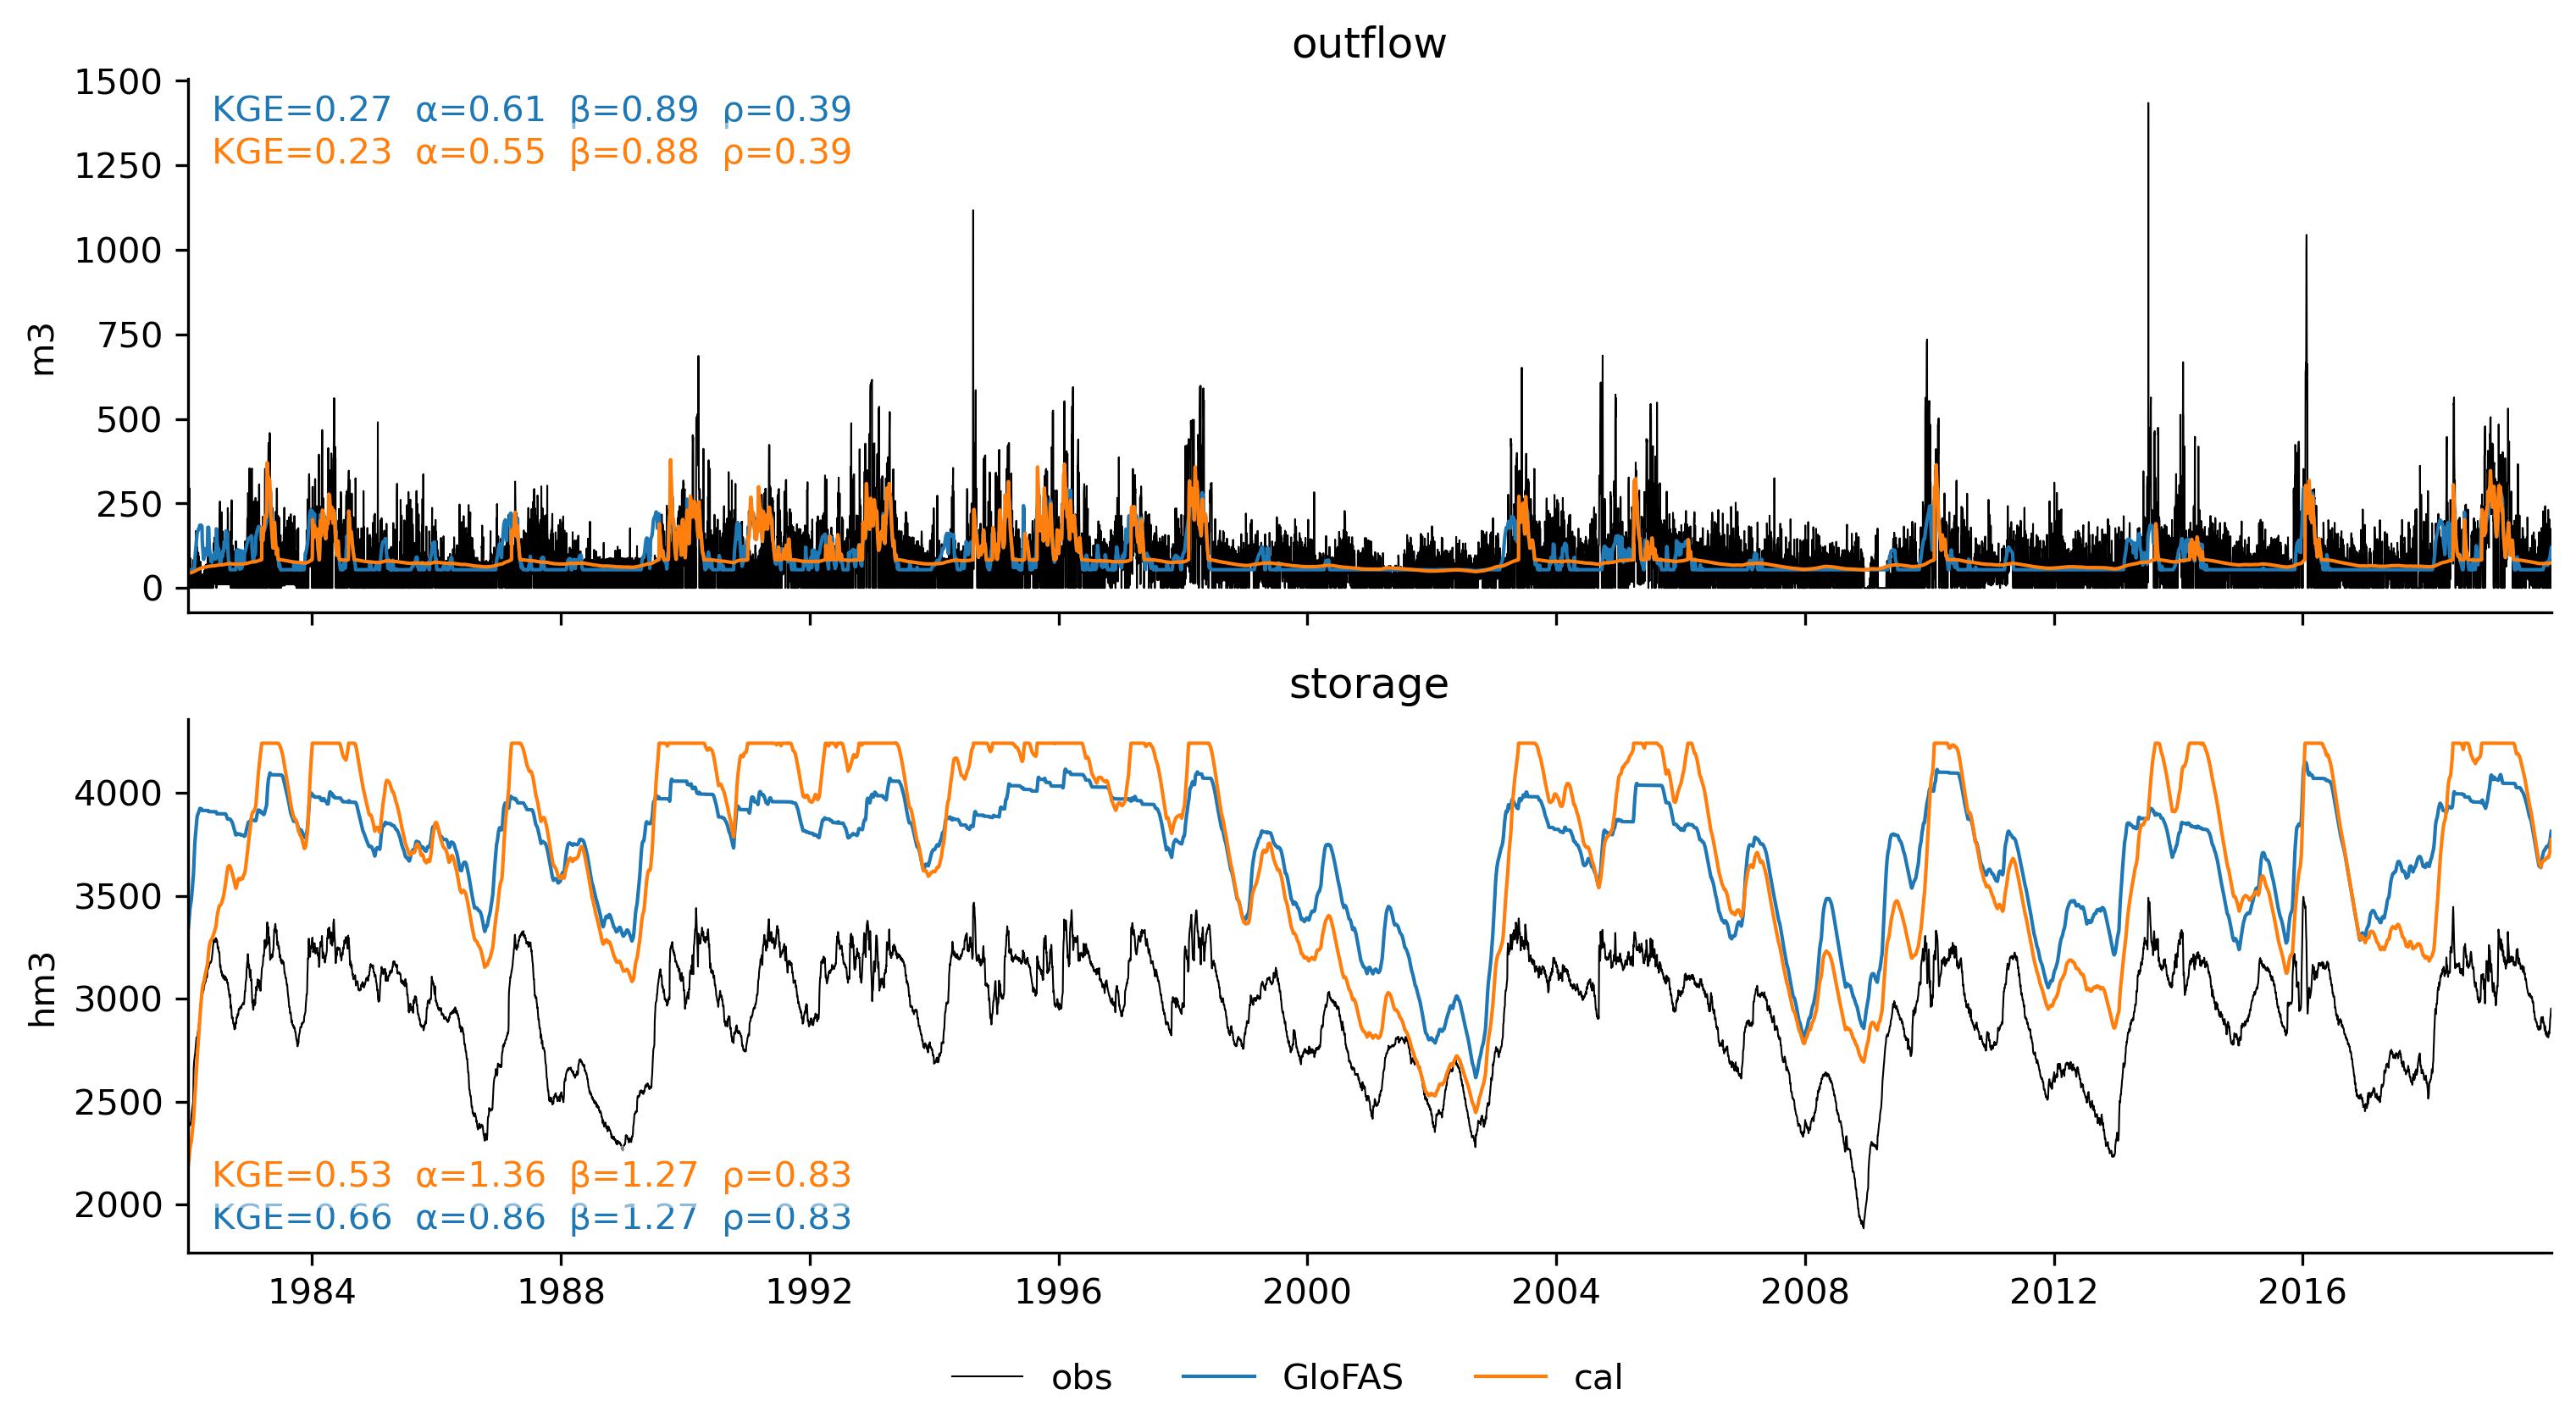 outflow
1500
1250
1000
750
500
250
0
m3
KGE=0.27 α=0.61 β=0.89 ρ=0.39
KGE=0.23 α=0.55 β=0.88 ρ=0.39
storage
4000
3500
3000
2500
2000
hm3
KGE=0.53 α=1.36 β=1.27 ρ=0.83
KGE=0.66 α=0.86 β=1.27 ρ=0.83
1984 1988 1992 1996 2000 2004 2008 2012 2016
obs GloFAS cal